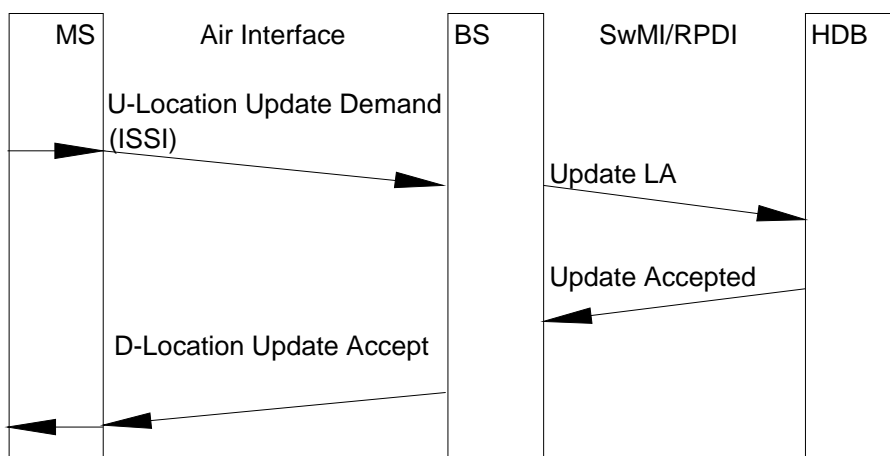 MS
Air Interface
BS
SwMI/RPDI
HDB
U-Location Update Demand
(ISSI)
Update LA
Update Accepted
D-Location Update Accept